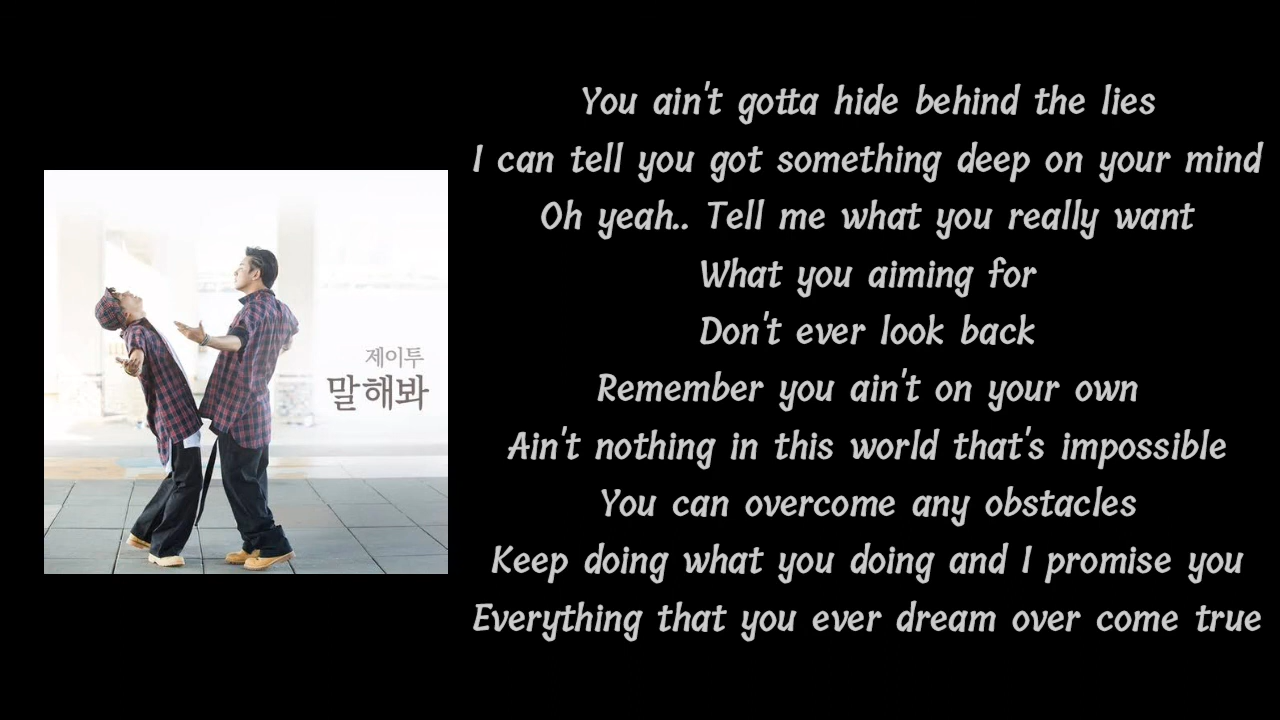 제이투
말해봐
You ain't gotta hide behind the lies
I can tell you got something deep on your mind
Oh yeah.. Tell me what you really want
What you aiming for
Don't ever look back
Remember you ain't on your own
Ain't nothing in this world that's impossible
You can overcome any obstacles
Keep doing what you doing and I promise you
Everything that you ever dream over come true